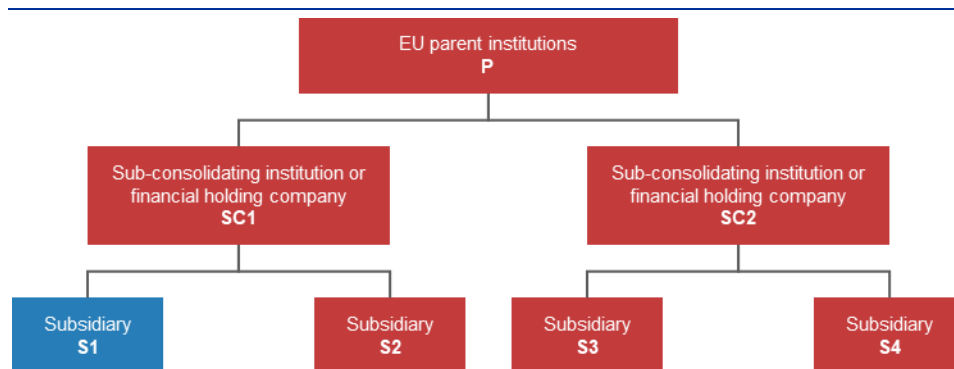 EU parent institutions
P
Sub-consolidating institution or
financial holding company
SC1
Sub-consolidating institution or
financial holding company
SC2
Subsidiary
S1
Subsidiary
S2
Subsidiary
S3
Subsidiary
S4